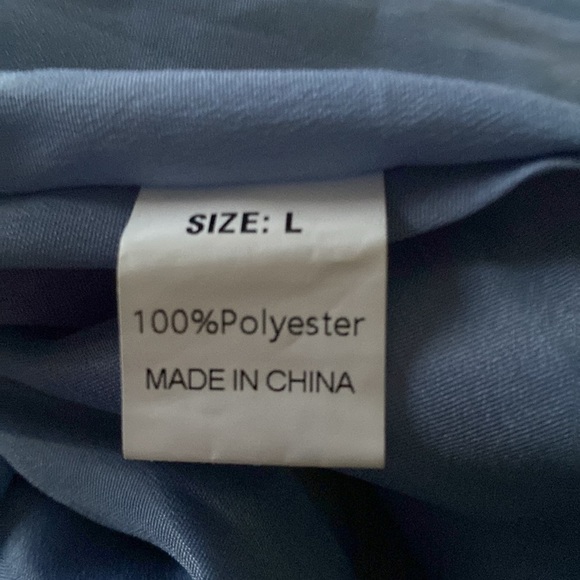 SIZE: L
100%Polyester
MADE IN CHINA